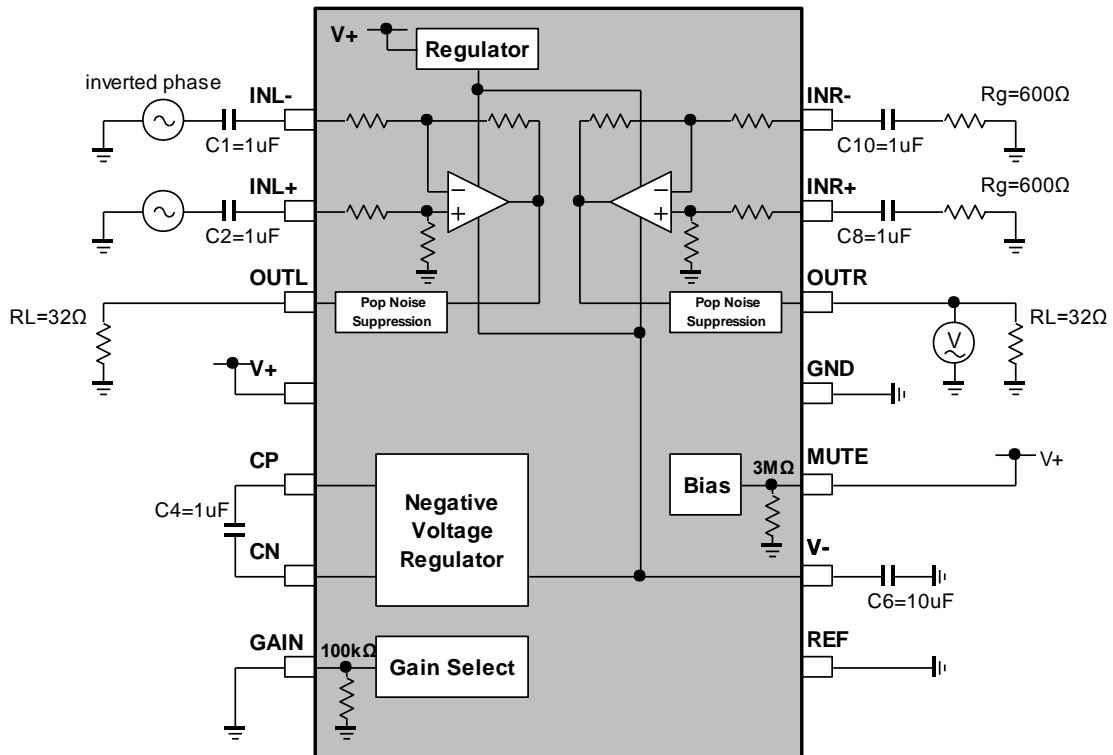 V+
Regulator
inverted phase
INL-
C1=1uF
INR-
C10=1uF
Rg=600Ω
INL+
C2=1uF
INR+
C8=1uF
Rg=600Ω
−
+
−
+
OUTL
RL=32Ω
Pop Noise
Suppression
Pop Noise
Suppression
OUTR
V
RL=32Ω
V+
GND
CP
C4=1uF
CN
Negative
Voltage
Regulator
Bias
3MΩ
MUTE
V+
V-
C6=10uF
GAIN
100kΩ
Gain Select
REF